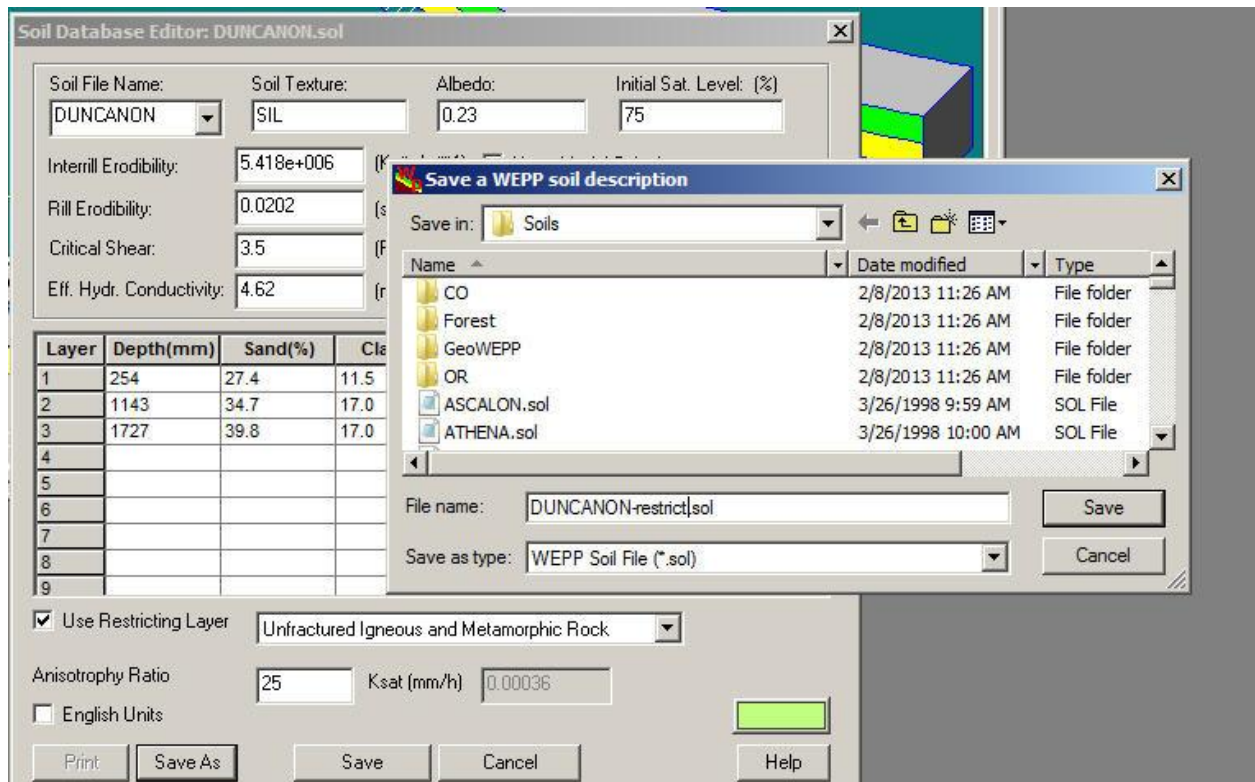 Soil Database Editor: DUNCANON.sol
Soil File Name: Soil Texture: Albedo: Initial Sat. Level: (%)
DUNCANON SIL 0.23 75
Interrill Erodibility: 5.418e+006
Rill Erodibility: 0.0202
Critical Shear: 3.5
Eff. Hydr. Conductivity: 4.62
Layer Depth(mm) Sand(%) Cla
1 254 27.4 11.5
2 1143 34.7 17.0
3 1727 39.8 17.0
4
5
6
7
8
9
Save a WEPP soil description
Save in: Soils
Name Date modified Type
CO 2/8/2013 11:26 AM File folder
Forest 2/8/2013 11:26 AM File folder
GeoWEPP 2/8/2013 11:26 AM File folder
OR 2/8/2013 11:26 AM File folder
ASCALON.sol 3/26/1998 9:59 AM SOL File
ATHENA.sol 3/26/1998 10:00 AM SOL File
File name: DUNCANON-restrict.sol Save
Save as type: WEPP Soil File (*.sol) Cancel
Use Restricting Layer Unfractured Igneous and Metamorphic Rock
Anisotrophy Ratio 25 Ksat (mm/h) 0.00036
English Units
Print Save As Save Cancel Help